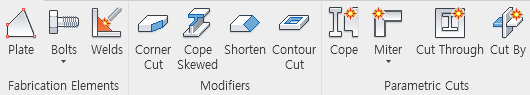 Plate
Bolts
Welds
Corner
Cut
Cope
Skewed
Shorten
Contour
Cut
Cope
Miter
Cut Through
Cut By
Fabrication Elements
Modifiers
Parametric Cuts